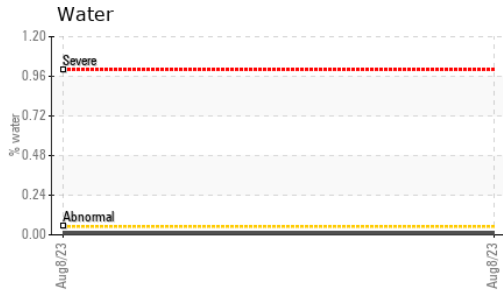 Water
1.20
Severe
0.96
0.72
% water
0.48
0.24
Abnormal
0.00
Aug8/23
Aug8/23